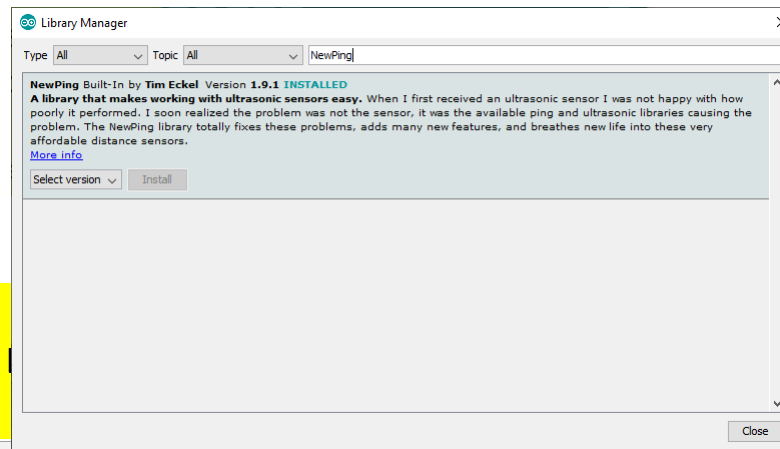 Library Manager
Type All Topic All NewPing
NewPing Built-In by Tim Eckel Version 1.9.1 INSTALLED
A library that makes working with ultrasonic sensors easy. When I first received an ultrasonic sensor I was not happy with how
poorly it performed. I soon realized the problem was not the sensor, it was the available ping and ultrasonic libraries causing the
problem. The NewPing library totally fixes these problems, adds many new features, and breathes new life into these very
affordable distance sensors.
More info
Select version Install
Close